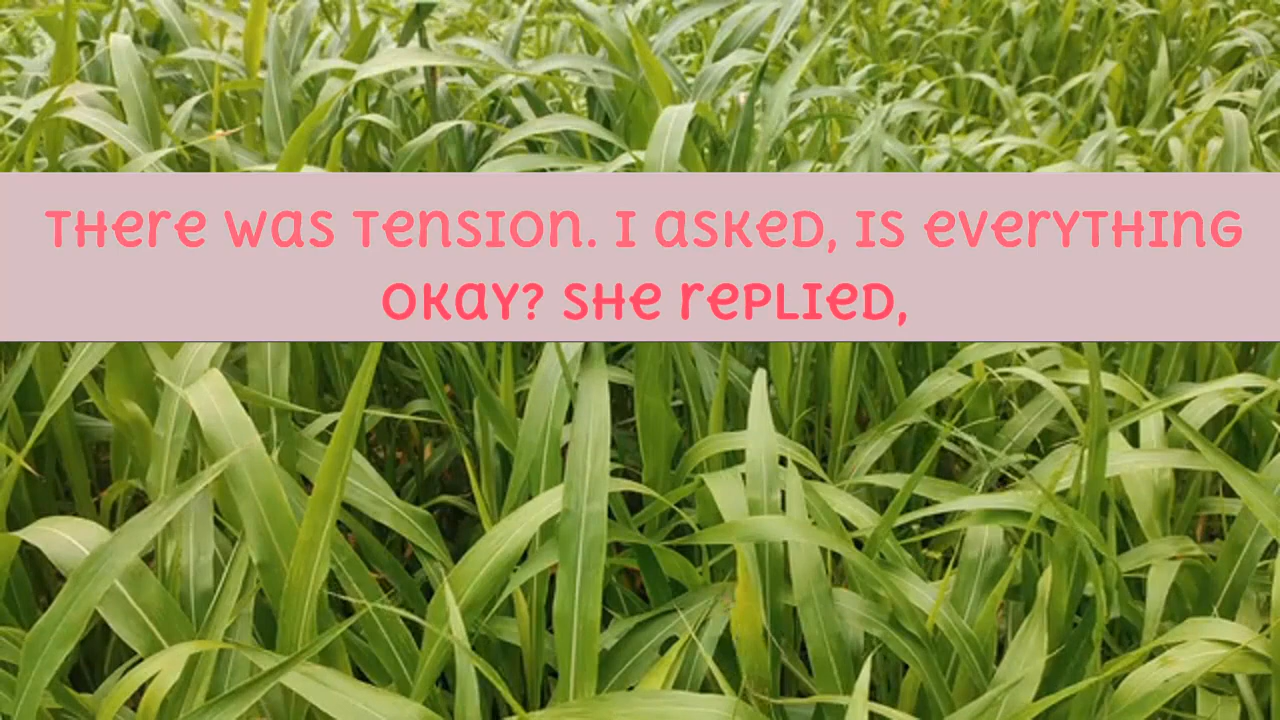 There was tension. I asked, Is everything
okay? She replied,